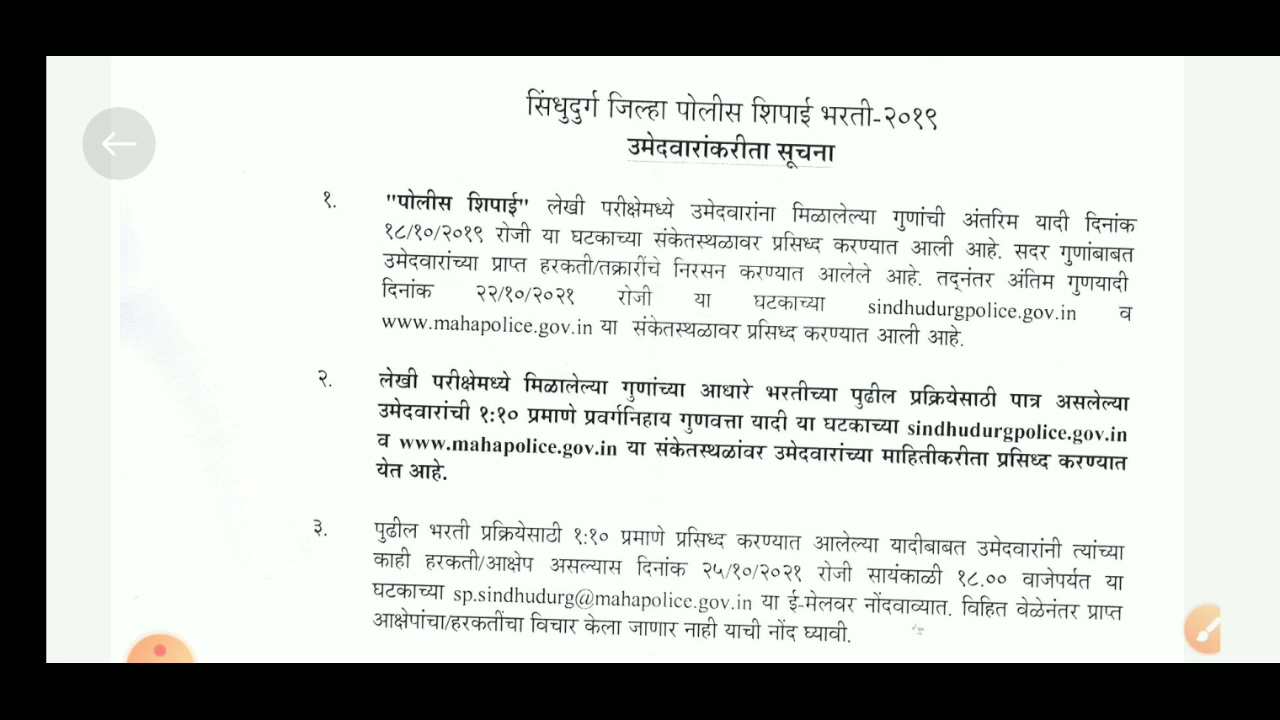 सिंधुदुर्ग जिल्हा पोलीस शिपाई भरती-२०१९
उमेदवारांकरीता सूचना
१. "पोलीस शिपाई" लेखी परीक्षेमध्ये उमेदवारांना मिळालेल्या गुणांची अंतरिम यादी दिनांक
१८/१०/२०१९ रोजी या घटकाच्या संकेतस्थळावर प्रसिध्द करण्यात आली आहे. सदर गुणांबाबत
उमेदवारांच्या प्राप्त हरकती/तक्रारींचे निरसन करण्यात आलेले आहे. तद्नंतर अंतिम गुणयादी
दिनांक २२/१०/२०२१ रोजी या घटकाच्या sindhudurgpolice.gov.in व
www.mahapolice.gov.in या संकेतस्थळावर प्रसिध्द करण्यात आली आहे.
२. लेखी परीक्षेमध्ये मिळालेल्या गुणांच्या आधारे भरतीच्या पुढील प्रक्रियेसाठी पात्र असलेल्या
उमेदवारांची १:१० प्रमाणे प्रवर्गनिहाय गुणवत्ता यादी या घटकाच्या sindhudurgpolice.gov.in
व www.mahapolice.gov.in या संकेतस्थळांवर उमेदवारांच्या माहितीकरीता प्रसिध्द करण्यात
येत आहे.
३. पुढील भरती प्रक्रियेसाठी १:१० प्रमाणे प्रसिध्द करण्यात आलेल्या यादीबाबत उमेदवारांनी त्यांच्या
काही हरकती/आक्षेप असल्यास दिनांक २५/१०/२०२१ रोजी सायंकाळी १८.०० वाजेपर्यत या
घटकाच्या sp.sindhudurg@mahapolice.gov.in या ई-मेलवर नोंदवाव्यात. विहित वेळेनंतर प्राप्त
आक्षेपांचा/हरकतींचा विचार केला जाणार नाही याची नोंद घ्यावी.